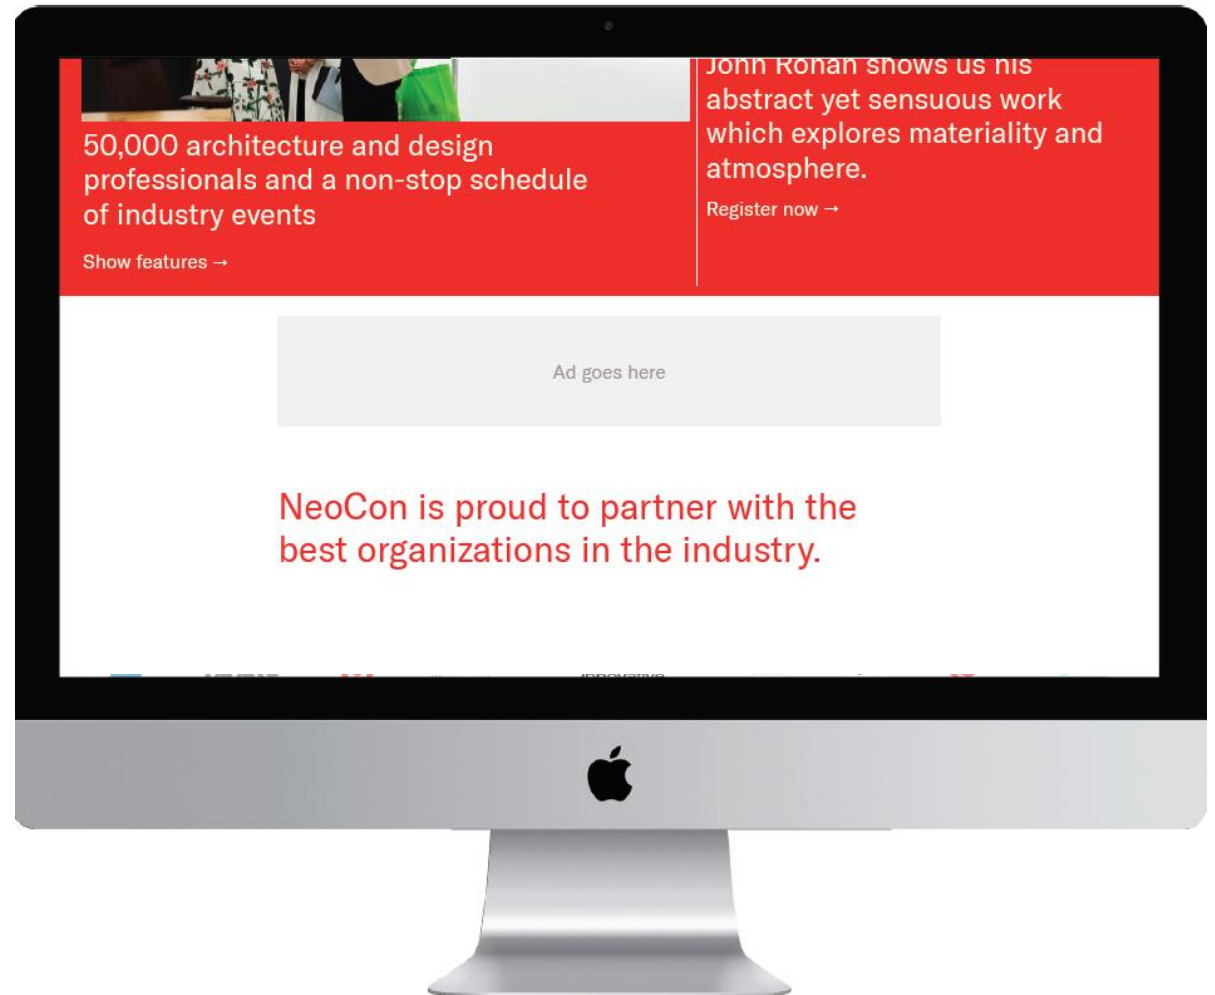 50,000 architecture and design
professionals and a non-stop schedule
of industry events
Show features →
John Ronan shows us his
abstract yet sensuous work
which explores materiality and
atmosphere.
Register now →
Ad goes here
NeoCon is proud to partner with the
best organizations in the industry.
innovative